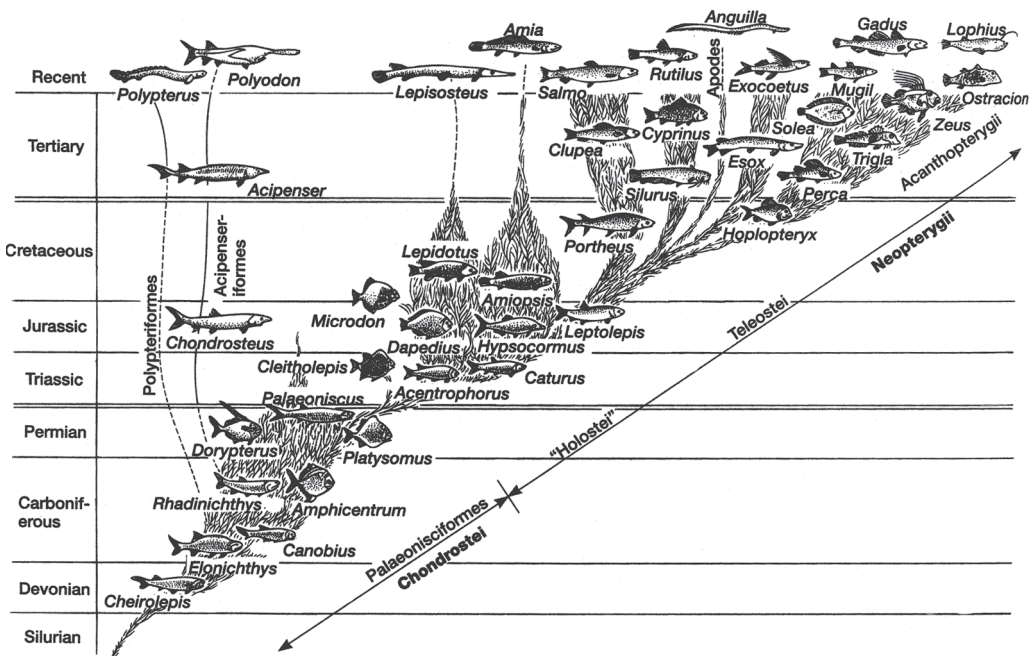 Anguilla
Amia
Gadus
Lophius
Polyodon
Rutilus
Apodes
Recent
Polypterus
Lepisosteus
Salmo
Exocoetus
Mugil
Ostracion
Cyprinus
Solea
Zeus
Tertiary
Clupea
Esox
Trigla
Acanthopterygii
Acipenser
Silurus
Perca
Portheus
Hoplopteryx
Cretaceous
Acipenser-
iformes
Lepidotus
Neopterygii
Amiopsis
Microdon
Leptolepis
Teleostei
Jurassic
Chondrosteus
Dapedius
Hypsocormus
Polypteriformes
Cleitholepis
Triassic
Caturus
Acentrophorus
Palaeoniscus
Permian
Dorypterus
Platysomus
"Holostei"
Rhadinichthys
Amphicentrum
Carbonif-
erous
Canobius
Palaeonisciformes
Chondrostei
Elonichthys
Devonian
Cheirolepis
Silurian